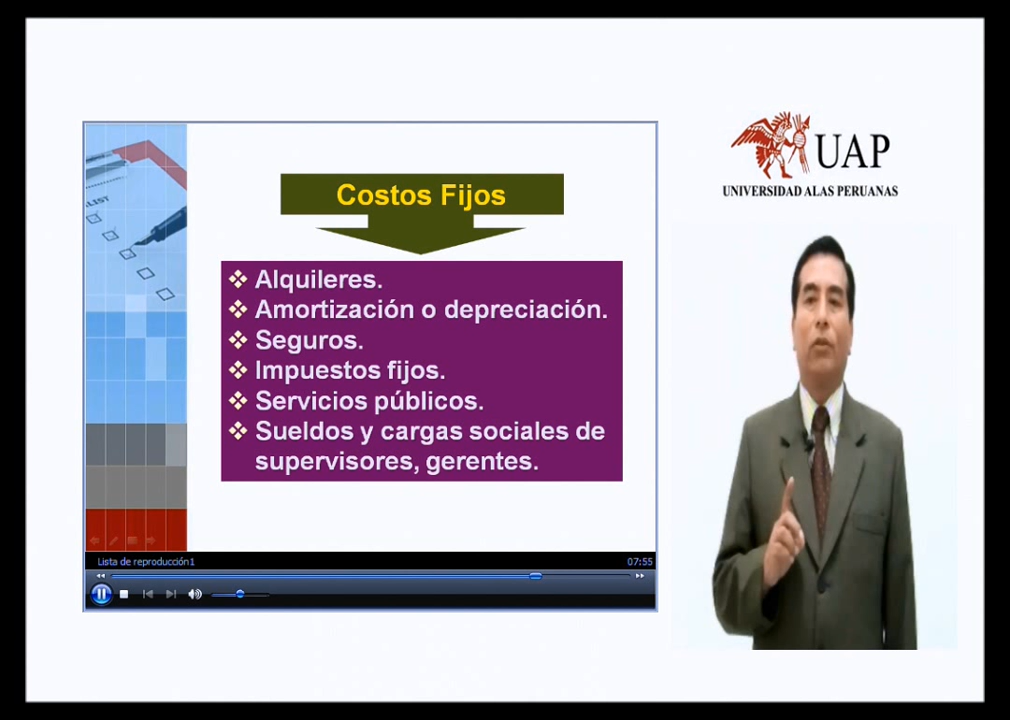 UAP
UNIVERSIDAD ALAS PERUANAS
Costos Fijos
Alquileres.
Amortización o depreciación.
Seguros.
Impuestos fijos.
Servicios públicos.
Sueldos y cargas sociales de
supervisores, gerentes.
LIST
Lista de reproducción1
07:55